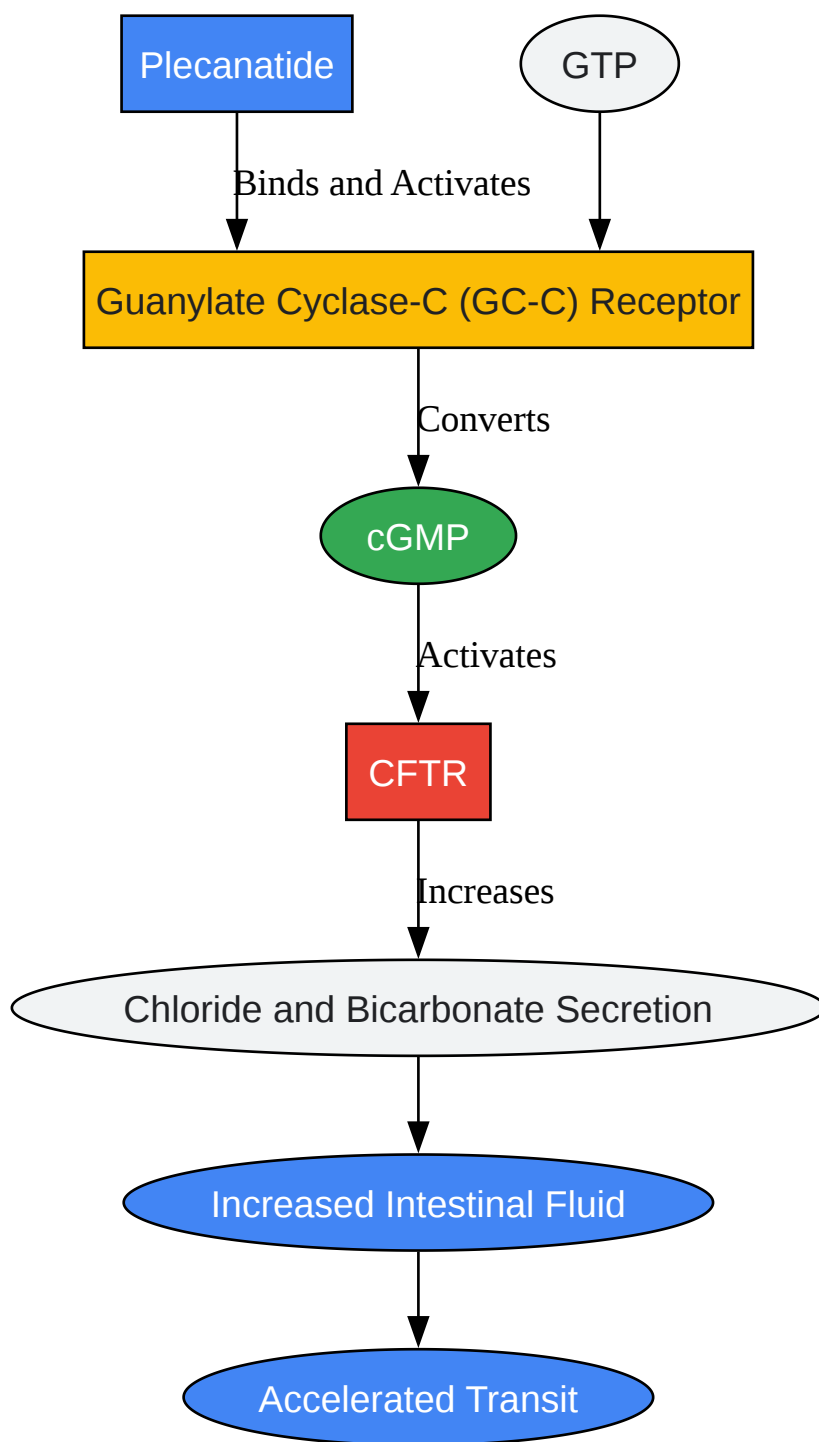 Plecanatide
GTP
Binds and Activates
Guanylate Cyclase-C (GC-C) Receptor
Converts
cGMP
Activates
CFTR
Increases
Chloride and Bicarbonate Secretion
Increased Intestinal Fluid
Accelerated Transit